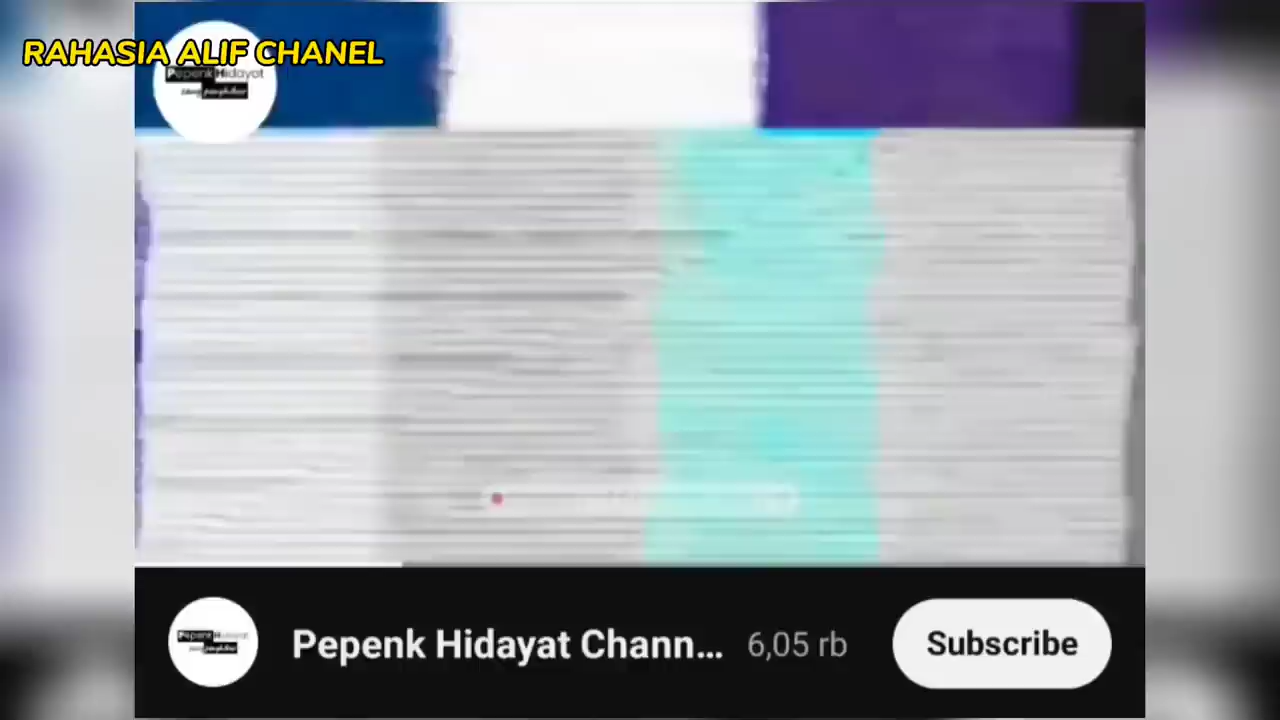 RAHASIA ALIF CHANEL
Pepenk Hidayat
Pepenk Hidayat Chann... 6,05 rb Subscribe